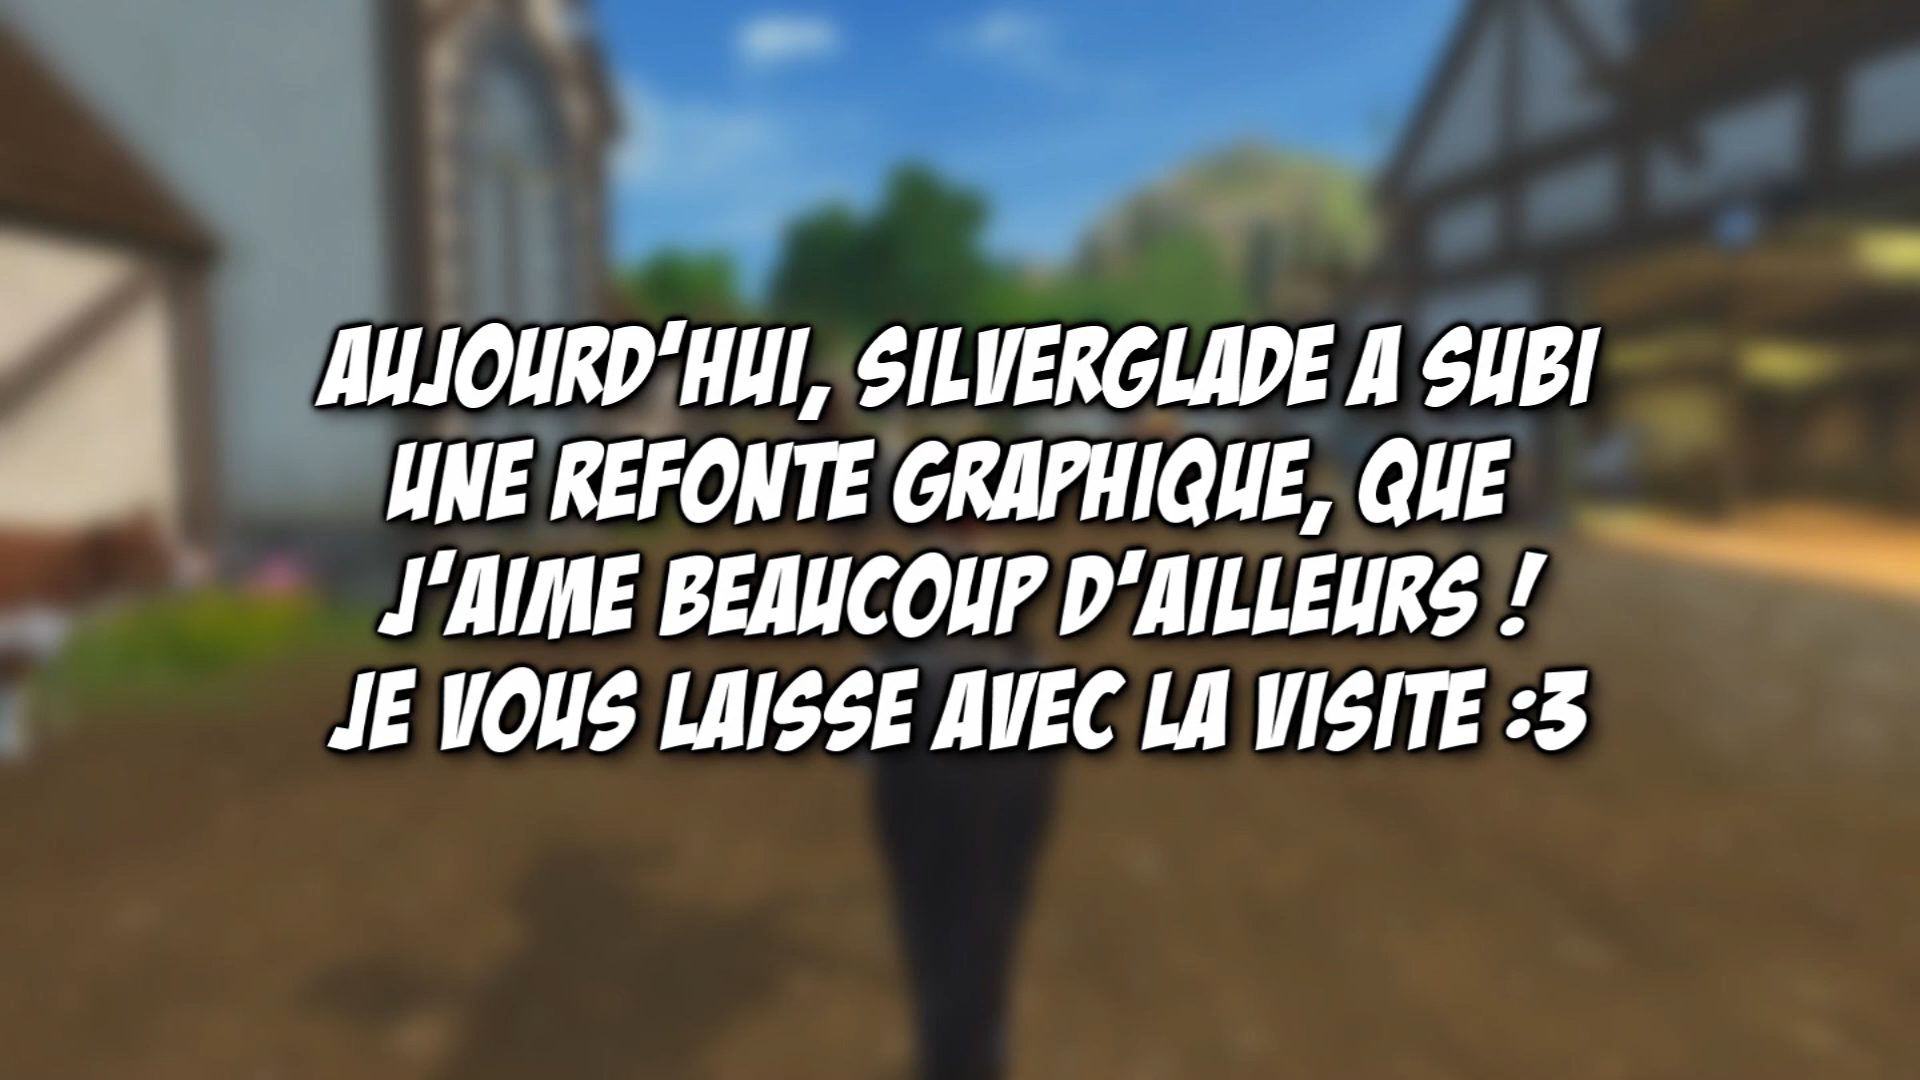 AUJOURD'HUI, SILVERGLADE A SUBI
UNE REFONTE GRAPHIQUE, QUE
J'AIME BEAUCOUP D'AILLEURS !
JE VOUS LAISSE AVEC LA VISITE :3